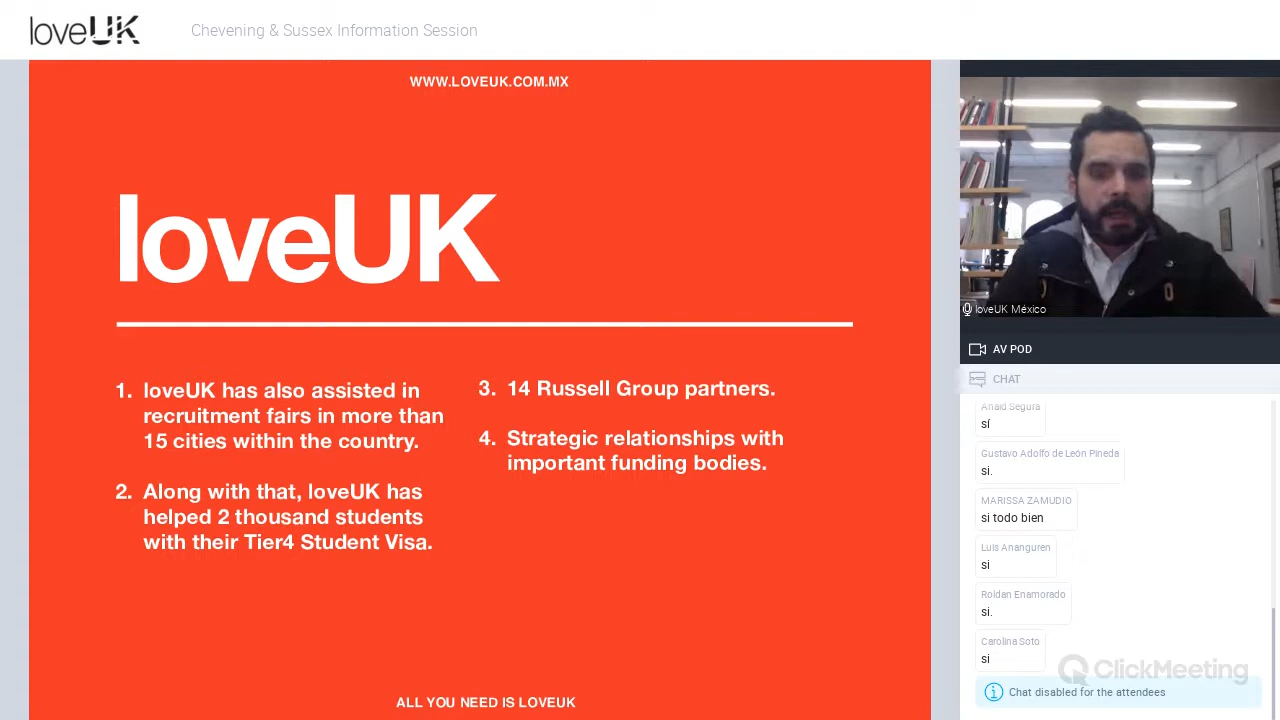 loveUK
Chevening & Sussex Information Session
WWW.LOVEUK.COM.MX
loveUK
1. loveUK has also assisted in
recruitment fairs in more than
15 cities within the country.
2. Along with that, loveUK has
helped 2 thousand students
with their Tier4 Student Visa.
3. 14 Russell Group partners.
4. Strategic relationships with
important funding bodies.
ALL YOU NEED IS LOVEUK
loveUK México
AV POD
CHAT
Anaid Segura
sí
Gustavo Adolfo de León Pineda
si.
MARISSA ZAMUDIO
si todo bien
Luis Ananguren
si
Roldan Enamorado
si.
Carolina Soto
si
ClickMeeting
Chat disabled for the attendees